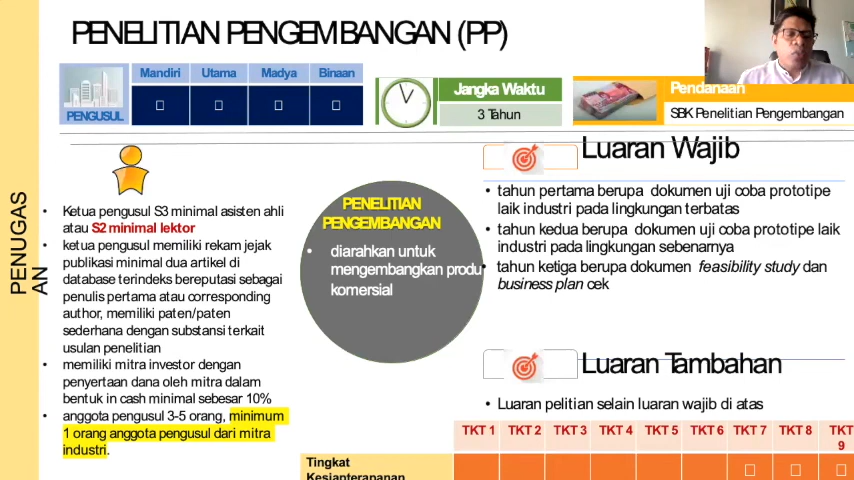 PENELITIAN PENGEMBANGAN (PP)
PENGUSUL
Mandiri
Utama
Madya
Binaan
Jangka Waktu
3 Tahun
Pendanaan
SBK Penelitian Pengembangan
PENUGAS
AN
• Ketua pengusul S3 minimal asisten ahli
atau S2 minimal lektor
• ketua pengusul memiliki rekam jejak
publikasi minimal dua artikel di
database terindeks bereputasi sebagai
penulis pertama atau corresponding
author, memiliki paten/paten
sederhana dengan substansi terkait
usulan penelitian
• memiliki mitra investor dengan
penyertaan dana oleh mitra dalam
bentuk in cash minimal sebesar 10%
• anggota pengusul 3-5 orang, minimum
1 orang anggota pengusul dari mitra
industri.
PENELITIAN
PENGEMBANGAN
• diarahkan untuk
mengembangkan produ
komersial
Luaran Wajib
• tahun pertama berupa dokumen uji coba prototipe
laik industri pada lingkungan terbatas
• tahun kedua berupa dokumen uji coba prototipe laik
industri pada lingkungan sebenarnya
• tahun ketiga berupa dokumen feasibility study dan
business plan cek
Luaran Tambahan
• Luaran pelitian selain luaran wajib di atas
TKT 1 TKT 2 TKT 3 TKT 4 TKT 5 TKT 6 TKT 7 TKT 8 TKT
9
Tingkat
Kesianterapanan